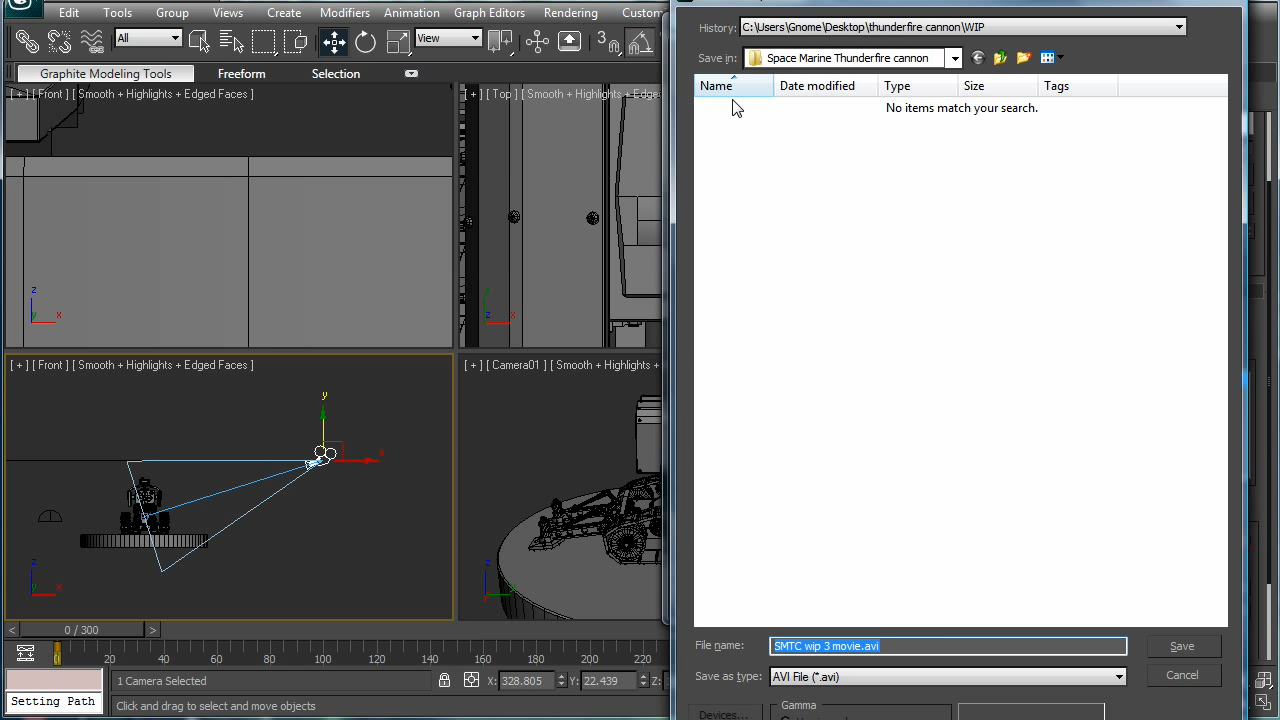 Edit Tools Group Views Create Modifiers Animation Graph Editors Rendering Custom
All View 3
Graphite Modeling Tools Freeform Selection
[ + ] [ Front ] [ Smooth + Highlights + Edged Faces ]
[ + ] [ Top ] [ Smooth + Highlights + Edge
z
y x
y
z x
[ + ] [ Front ] [ Smooth + Highlights + Edged Faces ]
[ + ] [ Camera01 ] [ Smooth + Highlights +
y
x
z
y x
z
< 0 / 300 >
20 40 60 80 100 120 140 160 180 200 220
1 Camera Selected X: 328.805 Y: 22.439 Z:
Setting Path Click and drag to select and move objects
History: C:\Users\Gnome\Desktop\thunderfire cannon\WIP
Save in: Space Marine Thunderfire cannon
Name Date modified Type Size Tags
No items match your search.
File name: SMTC wip 3 movie.avi Save
Save as type: AVI File (*.avi) Cancel
Devices... Gamma